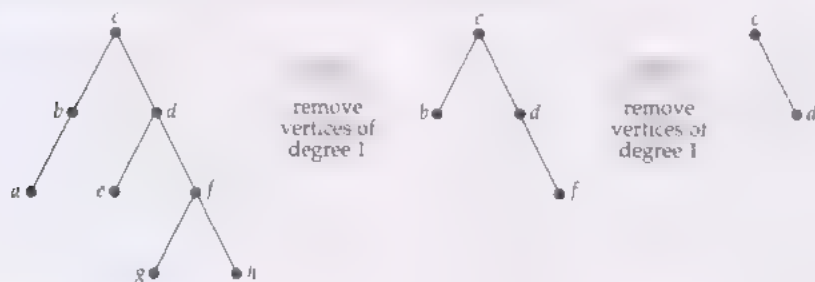 c
b
d
a
e
f
g
h
remove
vertices of
degree 1
c
b
d
f
remove
vertices of
degree 1
c
d